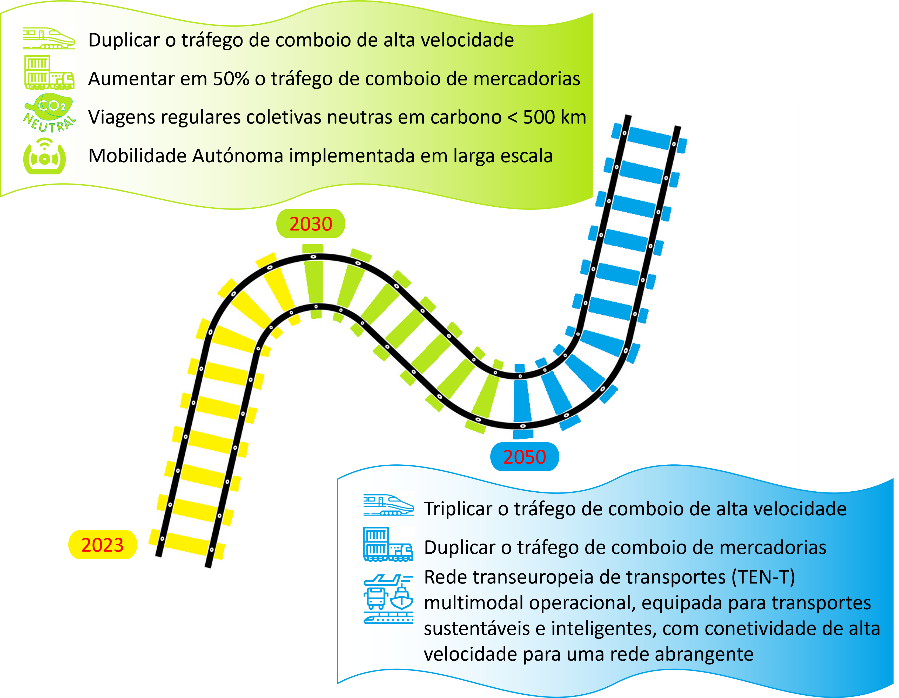 Duplicar o tráfego de comboio de alta velocidade
Aumentar em 50% o tráfego de comboio de mercadorias
CO₂
NEUTRAL
Viagens regulares coletivas neutras em carbono < 500 km
Mobilidade Autónoma implementada em larga escala
2030
2050
2023
Triplicar o tráfego de comboio de alta velocidade
Duplicar o tráfego de comboio de mercadorias
Rede transeuropeia de transportes (TEN-T)
multimodal operacional, equipada para transportes
sustentáveis e inteligentes, com conetividade de alta
velocidade para uma rede abrangente